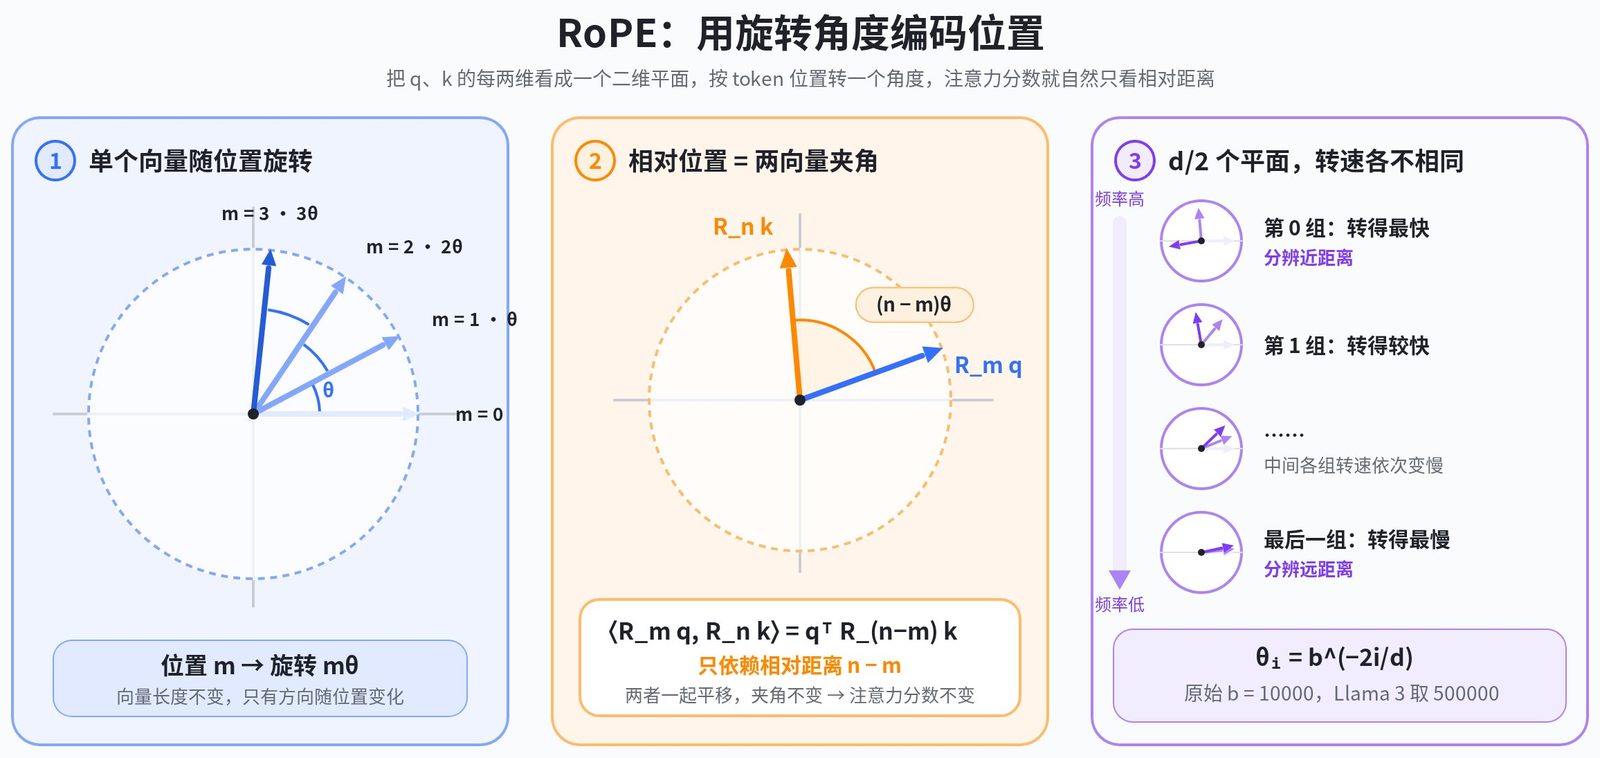 RoPE：用旋转角度编码位置
把 q、k 的每两维看成一个二维平面，按 token 位置转一个角度，注意力分数就自然只看相对距离
1 单个向量随位置旋转
m = 3 · 3θ
m = 2 · 2θ
m = 1 · θ
θ
m = 0
位置 m → 旋转 mθ
向量长度不变，只有方向随位置变化
2 相对位置 = 两向量夹角
R_n k
(n − m)θ
R_m q
⟨R_m q, R_n k⟩ = qᵀ R_(n−m) k
只依赖相对距离 n − m
两者一起平移，夹角不变 → 注意力分数不变
3 d/2 个平面，转速各不相同
频率高
第 0 组：转得最快
分辨近距离
第 1 组：转得较快
……
中间各组转速依次变慢
最后一组：转得最慢
分辨远距离
频率低
θᵢ = b^(−2i/d)
原始 b = 10000，Llama 3 取 500000